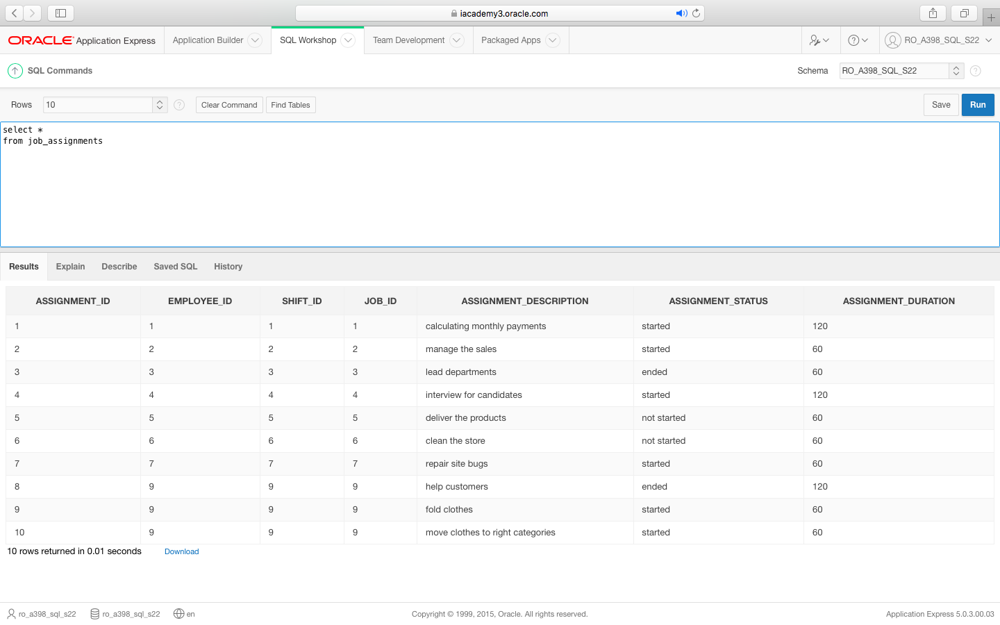 iacademy3.oracle.com
ORACLE Application Express Application Builder SQL Workshop Team Development Packaged Apps RO_A398_SQL_S22
SQL Commands Schema RO_A398_SQL_S22 ?
Rows 10 ? Clear Command Find Tables Save Run
select *
from job_assignments
Results Explain Describe Saved SQL History
ASSIGNMENT_ID EMPLOYEE_ID SHIFT_ID JOB_ID ASSIGNMENT_DESCRIPTION ASSIGNMENT_STATUS ASSIGNMENT_DURATION
1 1 1 1 calculating monthly payments started 120
2 2 2 2 manage the sales started 60
3 3 3 3 lead departments ended 60
4 4 4 4 interview for candidates started 120
5 5 5 5 deliver the products not started 60
6 6 6 6 clean the store not started 60
7 7 7 7 repair site bugs started 60
8 9 9 9 help customers ended 120
9 9 9 9 fold clothes started 60
10 9 9 9 move clothes to right categories started 60
10 rows returned in 0.01 seconds Download
ro_a398_sql_s22 ro_a398_sql_s22 en Copyright © 1999, 2015, Oracle. All rights reserved. Application Express 5.0.3.00.03